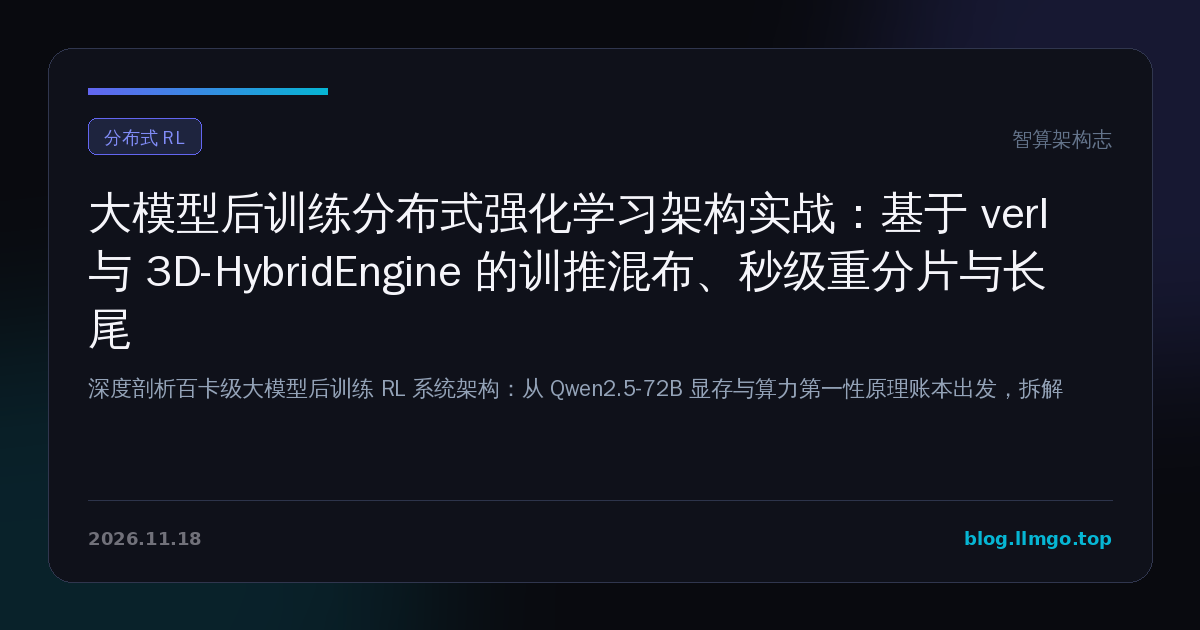 分布式 RL
智算架构志
大模型后训练分布式强化学习架构实战：基于 verl
与 3D-HybridEngine 的训推混布、秒级重分片与长
尾
深度剖析百卡级大模型后训练 RL 系统架构：从 Qwen2.5-72B 显存与算力第一性原理账本出发，拆解
2026.11.18
blog.llmgo.top